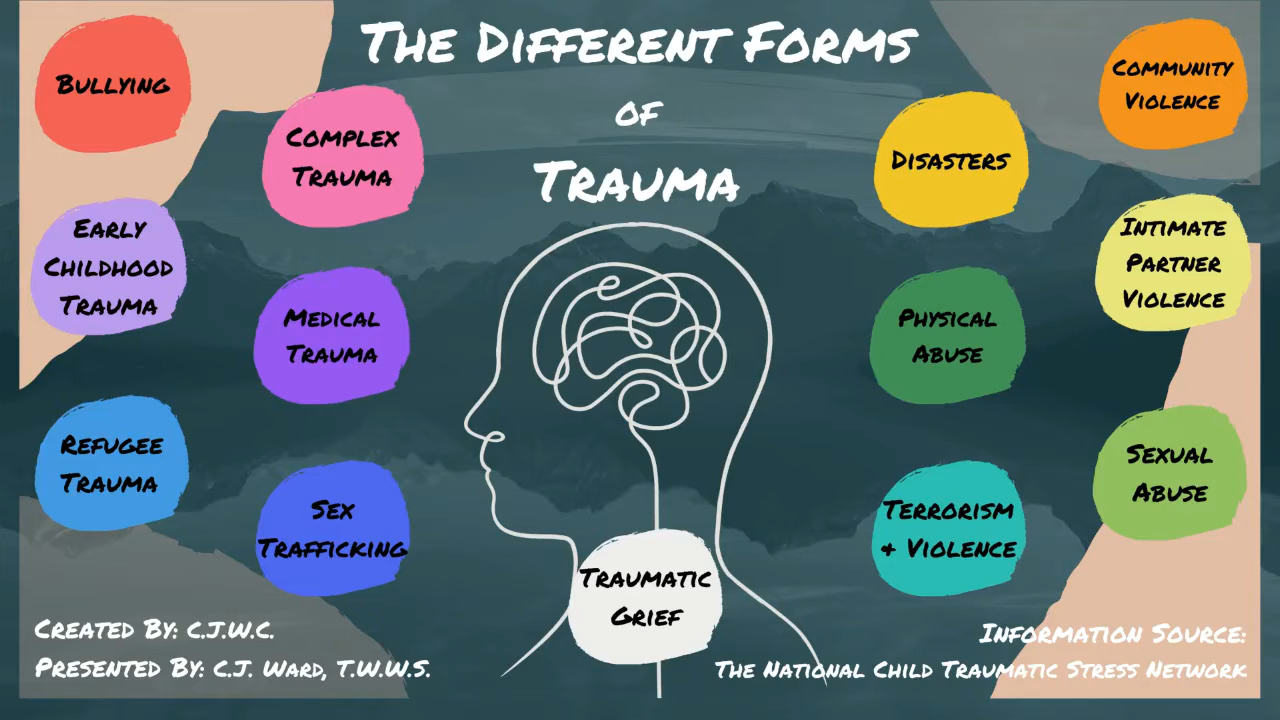 The Different Forms
of
Trauma
Bullying
Complex
Trauma
Early
Childhood
Trauma
Medical
Trauma
Refugee
Trauma
Sex
Trafficking
Community
Violence
Disasters
Intimate
Partner
Violence
Physical
Abuse
Sexual
Abuse
Terrorism
+ Violence
Traumatic
Grief
Created By: C.J.W.C.
Presented By: C.J. Ward, T.W.W.S.
Information Source:
The National Child Traumatic Stress Network